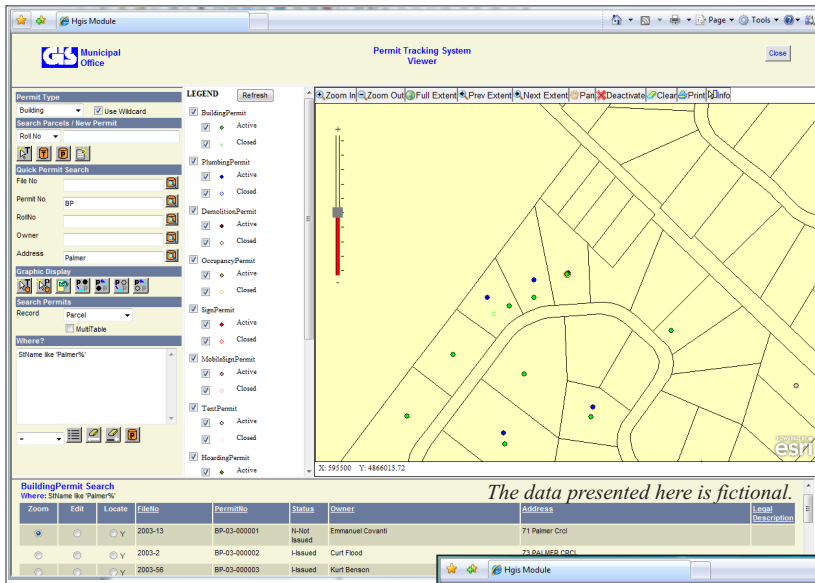 Hgis Module
Page Tools
GIS Municipal Office
Permit Tracking System
Viewer
Close
Permit Type
Building
Use Wildcard
Search Parcels / New Permit
Roll No
Quick Permit Search
File No
Permit No BP
RollNo
Owner
Address Palmer
Graphic Display
Search Permits
Record Parcel
MultiTable
Where?
StName like 'Palmer%'
=
LEGEND Refresh
BuildingPermit
Active
Closed
PlumbingPermit
Active
Closed
DemolitionPermit
Active
Closed
OccupancyPermit
Active
Closed
SignPermit
Active
Closed
MobileSignPermit
Active
Closed
TentPermit
Active
Closed
HoardingPermit
Active
Zoom In Zoom Out Full Extent Prev Extent Next Extent Pan Deactivate Clear Print Info
+
-
POWERED BY
esri
X: 595500 Y: 4866013.72
BuildingPermit Search
Where: StName like 'Palmer%'
The data presented here is fictional.
Zoom Edit Locate FileNo PermitNo Status Owner Address Legal Description
Y 2003-13 BP-03-000001 N-Not Issued Emmanuel Covanti 71 Palmer Crcl
Y 2003-2 BP-03-000002 I-Issued Curt Flood 73 PALMER CRCL
Y 2003-56 BP-03-000003 I-Issued Kurt Benson
Hgis Module